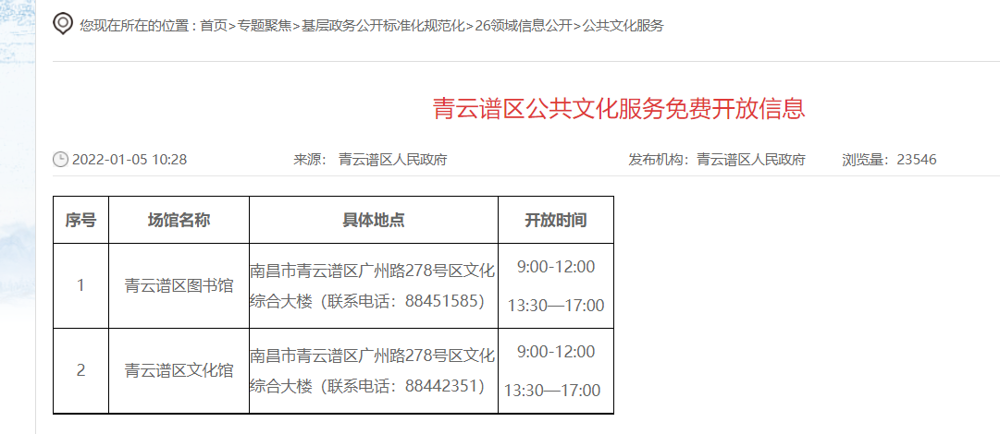 您现在所在的位置 : 首页>专题聚焦>基层政务公开标准化规范化>26领域信息公开>公共文化服务
青云谱区公共文化服务免费开放信息
2022-01-05 10:28 来源： 青云谱区人民政府 发布机构：青云谱区人民政府 浏览量：23546
序号 场馆名称 具体地点 开放时间
1 青云谱区图书馆 南昌市青云谱区广州路278号区文化
综合大楼（联系电话：88451585） 9:00-12:00
13:30—17:00
2 青云谱区文化馆 南昌市青云谱区广州路278号区文化
综合大楼（联系电话：88442351） 9:00-12:00
13:30—17:00